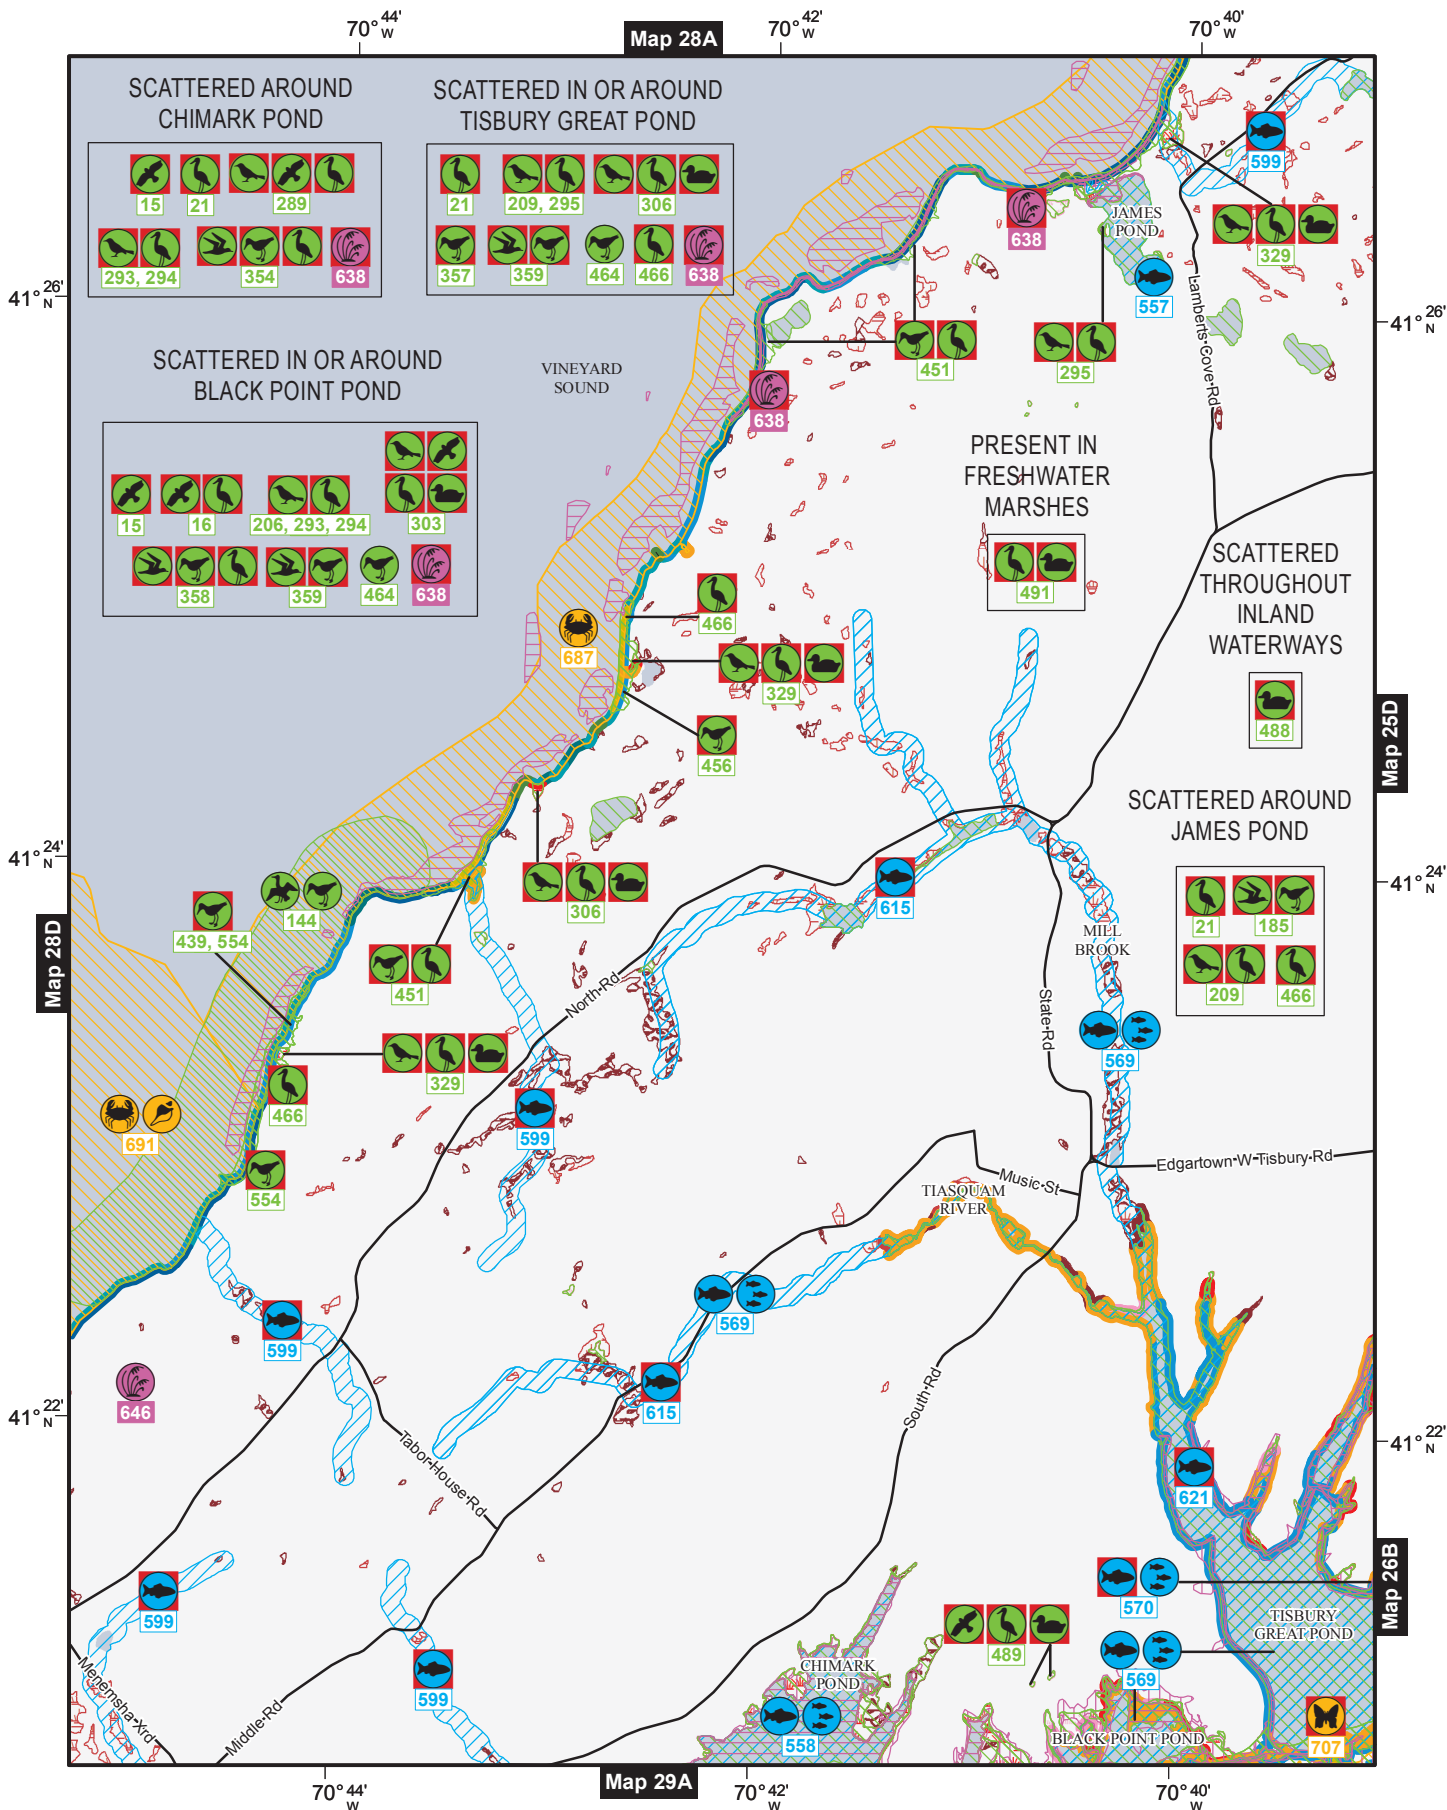 70° 44' W
Map 28A
70° 42' W
70° 40' W
SCATTERED AROUND
CHIMARK POND
15
21
289
293, 294
354
638
SCATTERED IN OR AROUND
TISBURY GREAT POND
21
209, 295
306
357
359
464
466
638
599
JAMES
POND
638
329
557
41° 26' N
41° 26' N
Lamberts Cove Rd
SCATTERED IN OR AROUND
BLACK POINT POND
15
16
206, 293, 294
303
358
359
464
638
VINEYARD
SOUND
451
295
638
PRESENT IN
FRESHWATER
MARSHES
491
SCATTERED
THROUGHOUT
INLAND
WATERWAYS
488
466
687
329
456
Map 25D
SCATTERED AROUND
JAMES POND
21
185
209
466
41° 24' N
41° 24' N
615
306
144
439, 554
Map 28D
451
MILL
BROOK
North Rd
State Rd
569
329
466
691
599
554
Edgartown W Tisbury Rd
Music St
TIASQUAM
RIVER
569
599
646
615
41° 22' N
41° 22' N
South Rd
Tabor House Rd
621
599
Map 26B
570
TISBURY
GREAT POND
489
569
CHIMARK
POND
599
Menemsha Xrd
Middle Rd
558
BLACK POINT POND
707
70° 44' W
Map 29A
70° 42' W
70° 40' W